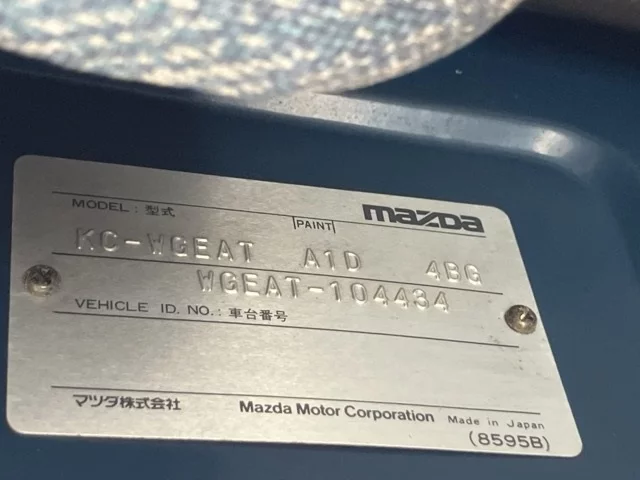 MODEL : 型式 PAINT mazDa
KC-WGEAT A1D 4BG
WGEAT-104434
VEHICLE ID. NO. : 車台番号
マツダ株式会社 Mazda Motor Corporation Made in Japan
(8595B)